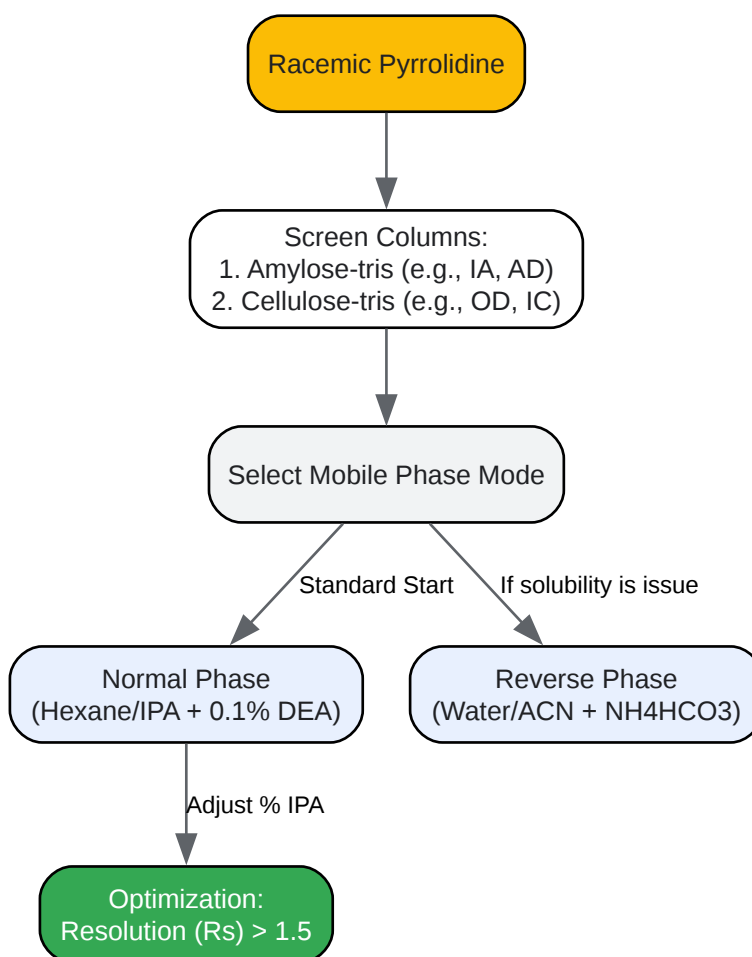 Racemic Pyrrolidine
Screen Columns:
1. Amylose-tris (e.g., IA, AD)
2. Cellulose-tris (e.g., OD, IC)
Select Mobile Phase Mode
Standard Start
If solubility is issue
Normal Phase
(Hexane/IPA + 0.1% DEA)
Reverse Phase
(Water/ACN + NH4HCO3)
Adjust % IPA
Optimization:
Resolution (Rs) > 1.5